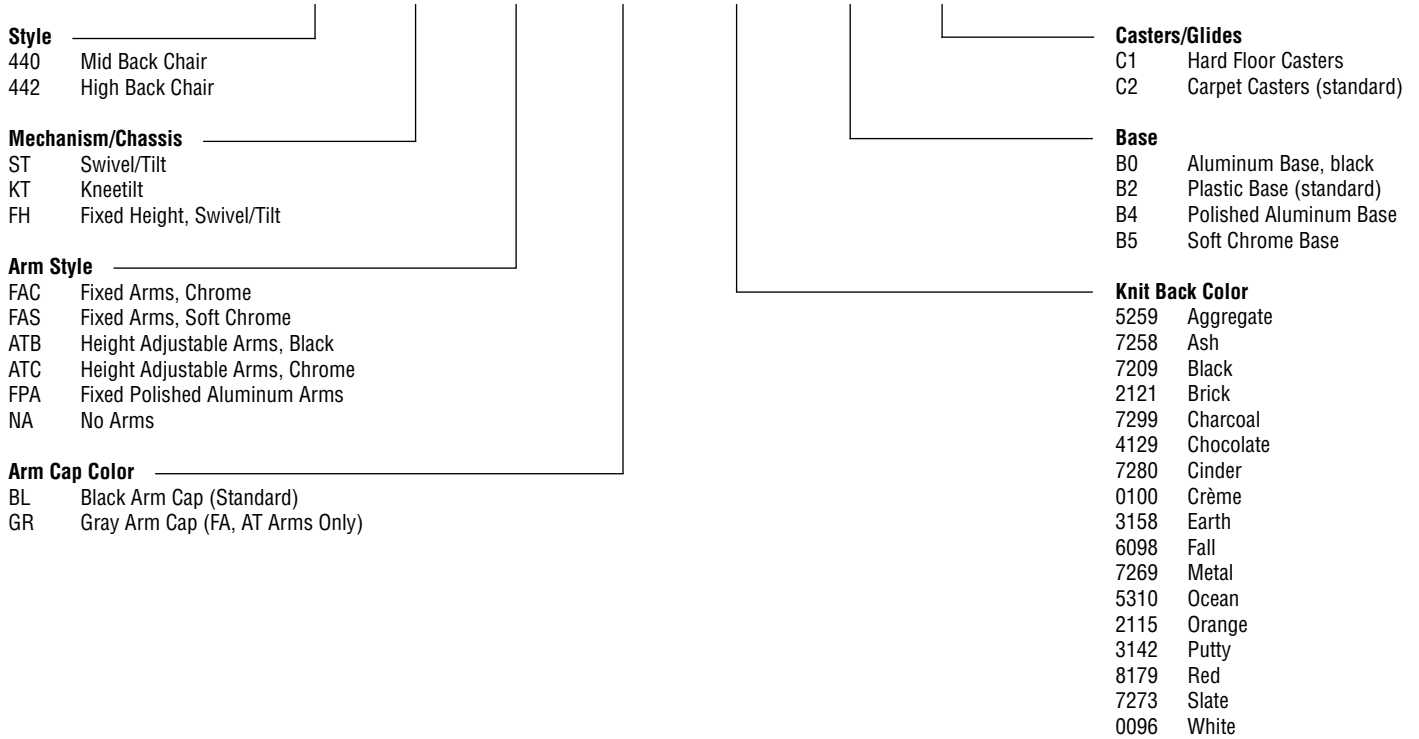 Style
440 Mid Back Chair
442 High Back Chair
Mechanism/Chassis
ST Swivel/Tilt
KT Kneetilt
FH Fixed Height, Swivel/Tilt
Arm Style
FAC Fixed Arms, Chrome
FAS Fixed Arms, Soft Chrome
ATB Height Adjustable Arms, Black
ATC Height Adjustable Arms, Chrome
FPA Fixed Polished Aluminum Arms
NA No Arms
Arm Cap Color
BL Black Arm Cap (Standard)
GR Gray Arm Cap (FA, AT Arms Only)
Casters/Glides
C1 Hard Floor Casters
C2 Carpet Casters (standard)
Base
B0 Aluminum Base, black
B2 Plastic Base (standard)
B4 Polished Aluminum Base
B5 Soft Chrome Base
Knit Back Color
5259 Aggregate
7258 Ash
7209 Black
2121 Brick
7299 Charcoal
4129 Chocolate
7280 Cinder
0100 Crème
3158 Earth
6098 Fall
7269 Metal
5310 Ocean
2115 Orange
3142 Putty
8179 Red
7273 Slate
0096 White